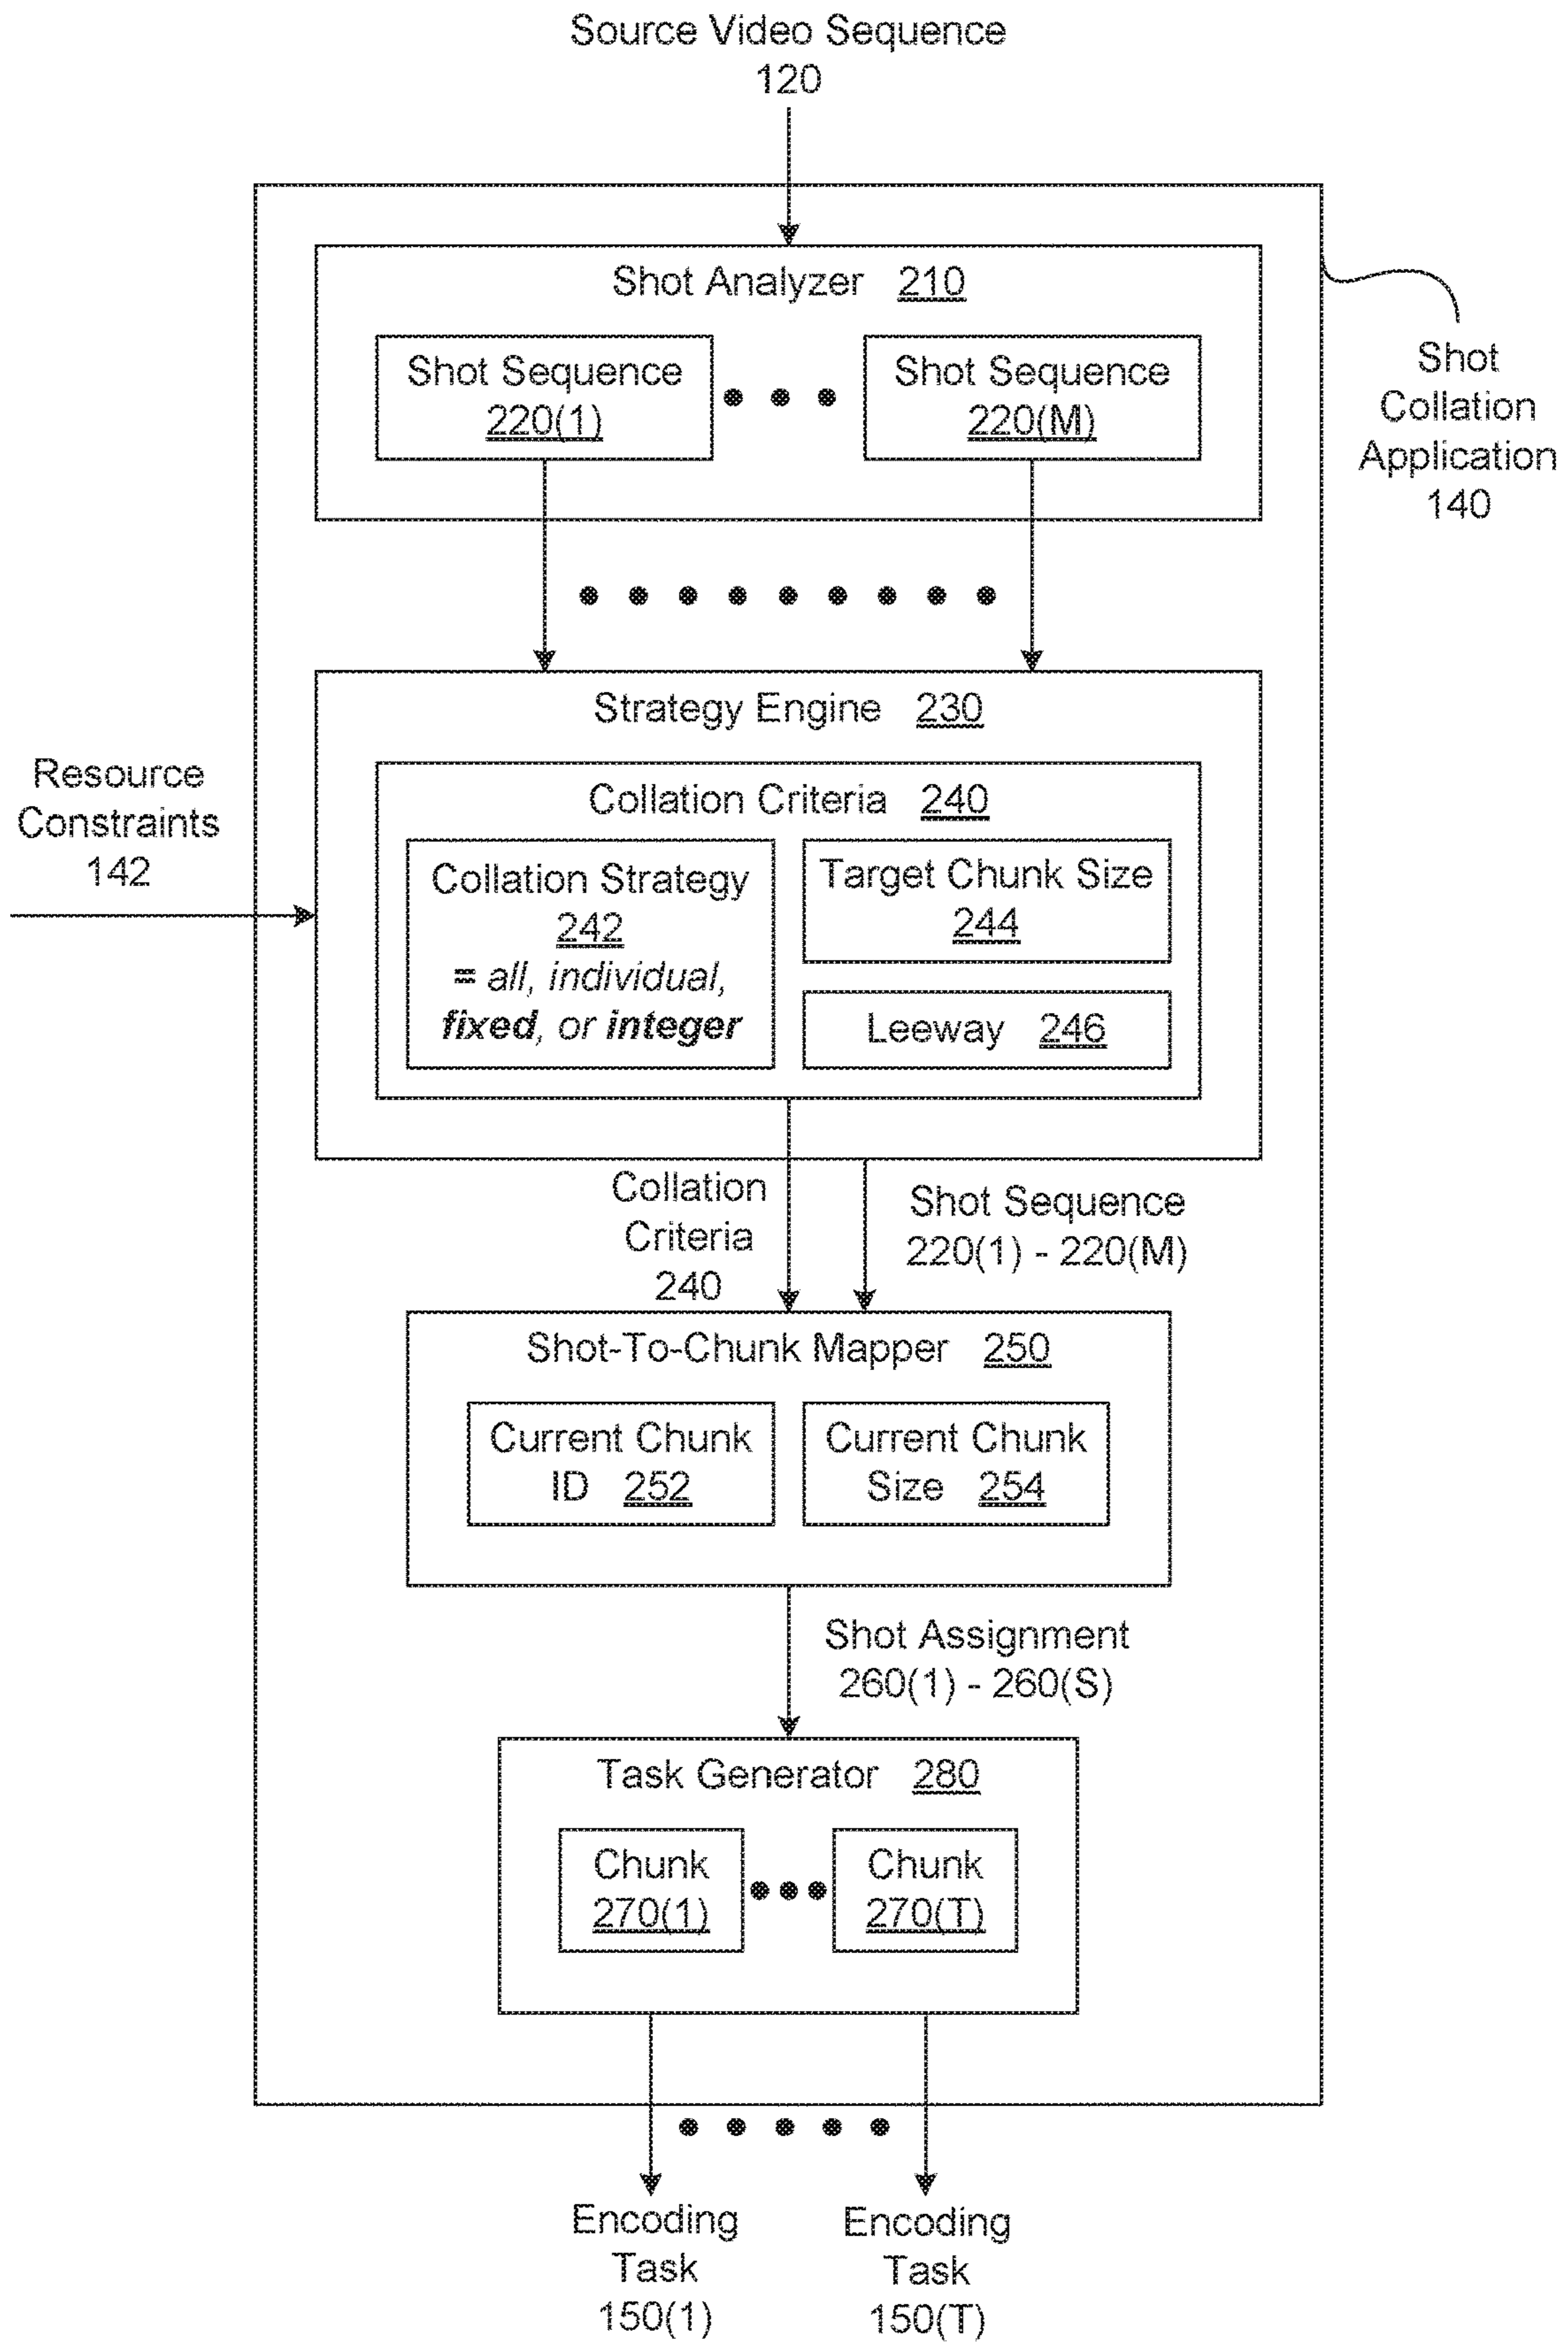 Source Video Sequence
120
Shot Analyzer 210
Shot Sequence
220(1)
Shot Sequence
220(M)
Shot
Collation
Application
140
Strategy Engine 230
Resource
Constraints
142
Collation Criteria 240
Collation Strategy
242
= all, individual,
fixed, or integer
Target Chunk Size
244
Leeway 246
Collation
Criteria
240
Shot Sequence
220(1) - 220(M)
Shot-To-Chunk Mapper 250
Current Chunk
ID 252
Current Chunk
Size 254
Shot Assignment
260(1) - 260(S)
Task Generator 280
Chunk
270(1)
Chunk
270(T)
Encoding
Task
150(1)
Encoding
Task
150(T)